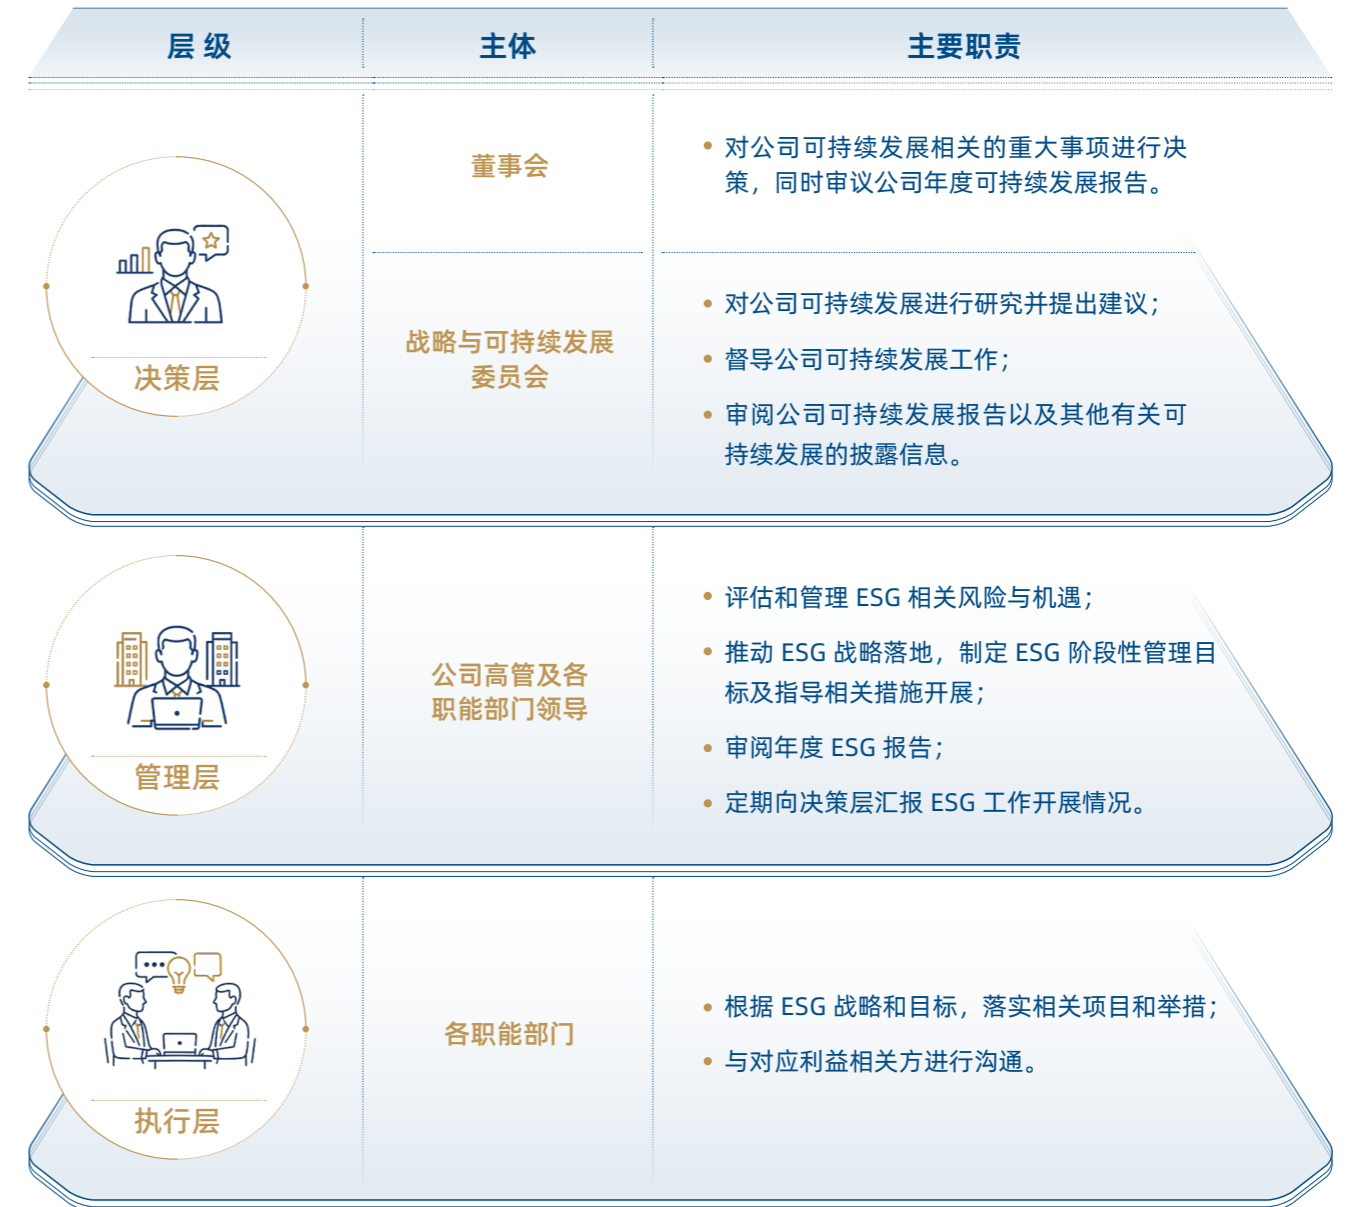 层 级 主体 主要职责
决策层
董事会
对公司可持续发展相关的重大事项进行决
策，同时审议公司年度可持续发展报告。
战略与可持续发展
委员会
对公司可持续发展进行研究并提出建议；
督导公司可持续发展工作；
审阅公司可持续发展报告以及其他有关可
持续发展的披露信息。
管理层
公司高管及各
职能部门领导
评估和管理 ESG 相关风险与机遇；
推动 ESG 战略落地，制定 ESG 阶段性管理目
标及指导相关措施开展；
审阅年度 ESG 报告；
定期向决策层汇报 ESG 工作开展情况。
执行层
各职能部门
根据 ESG 战略和目标，落实相关项目和举措；
与对应利益相关方进行沟通。